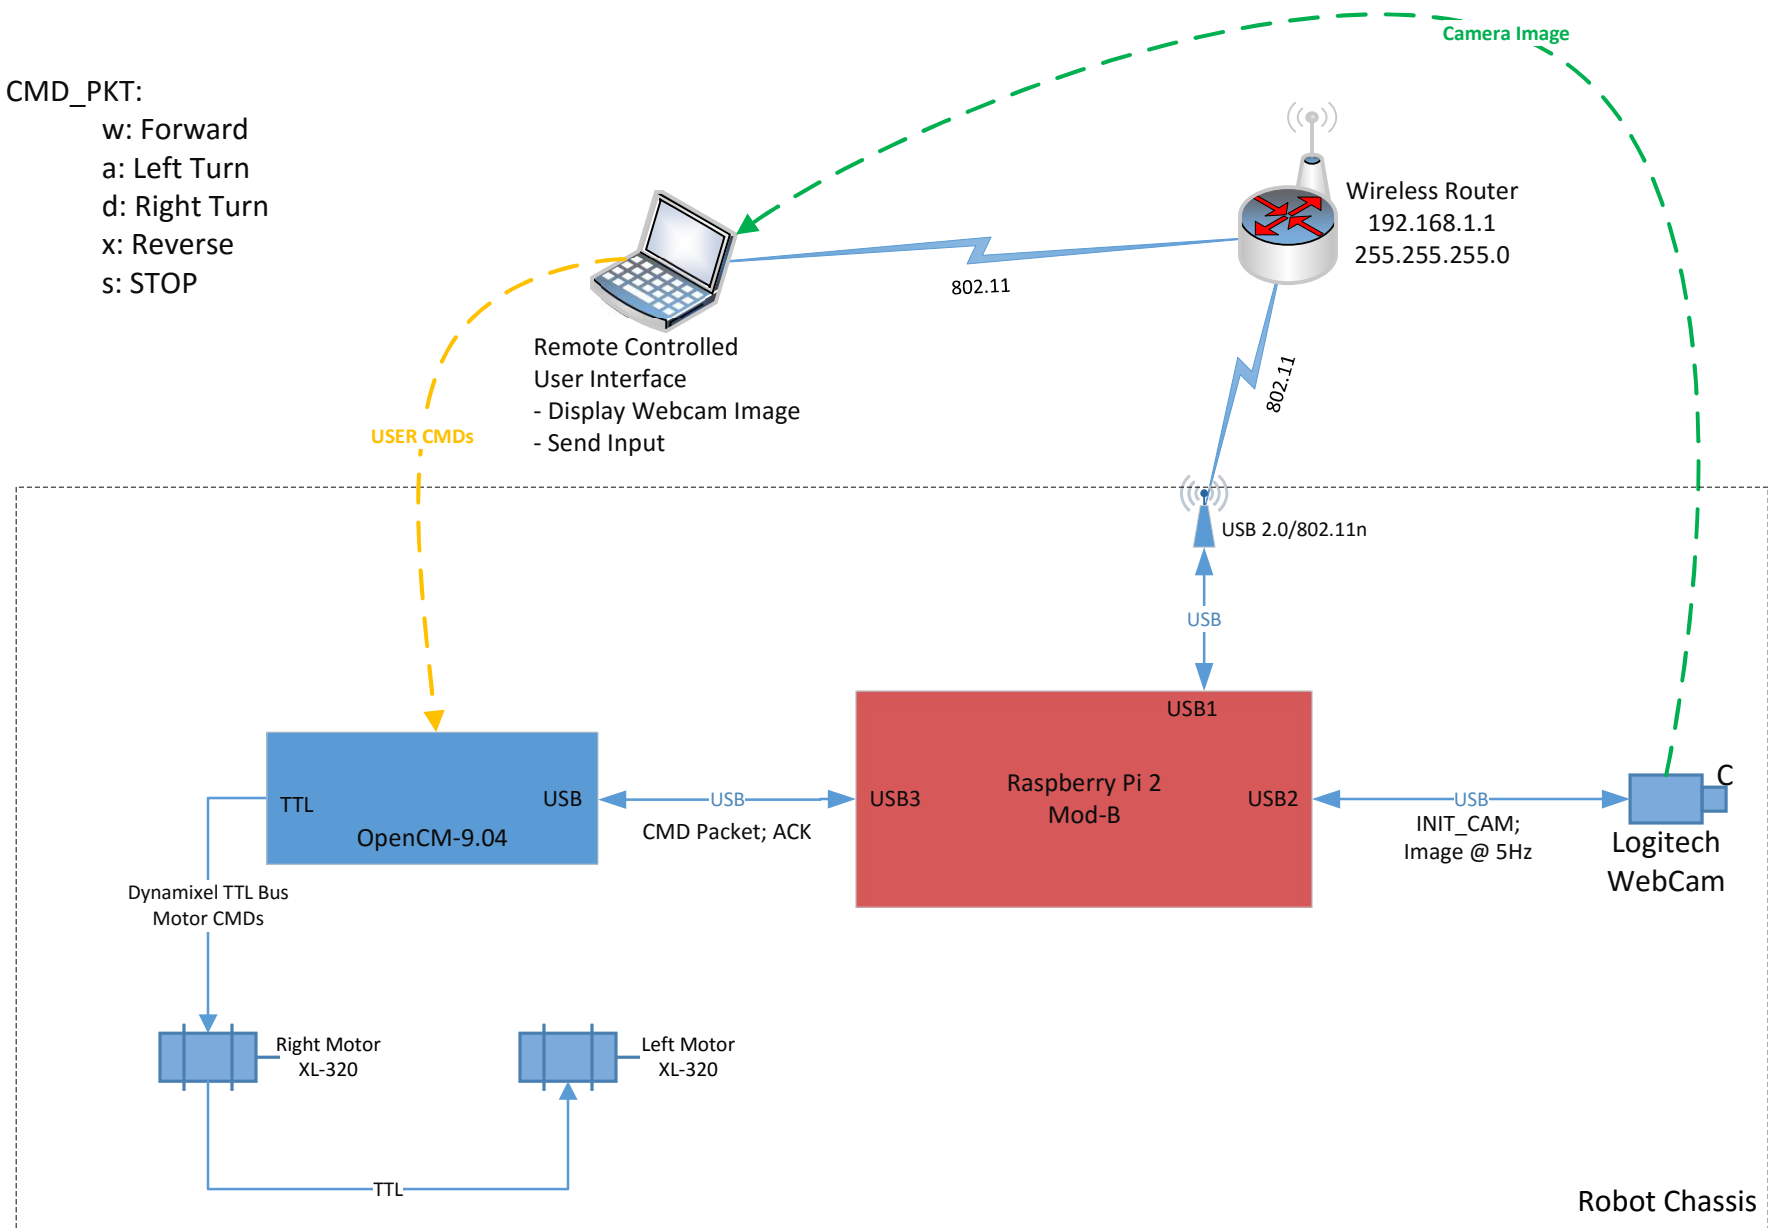 Camera Image
CMD_PKT:
w: Forward
a: Left Turn
d: Right Turn
x: Reverse
s: STOP
Wireless Router
192.168.1.1
255.255.255.0
802.11
Remote Controlled
User Interface
- Display Webcam Image
- Send Input
802.11
USER CMDs
USB 2.0/802.11n
USB
USB1
Raspberry Pi 2
Mod-B
USB3
USB2
TTL
USB
OpenCM-9.04
USB
CMD Packet; ACK
USB
INIT_CAM;
Image @ 5Hz
C
Logitech
WebCam
Dynamixel TTL Bus
Motor CMDs
Right Motor
XL-320
Left Motor
XL-320
TTL
Robot Chassis